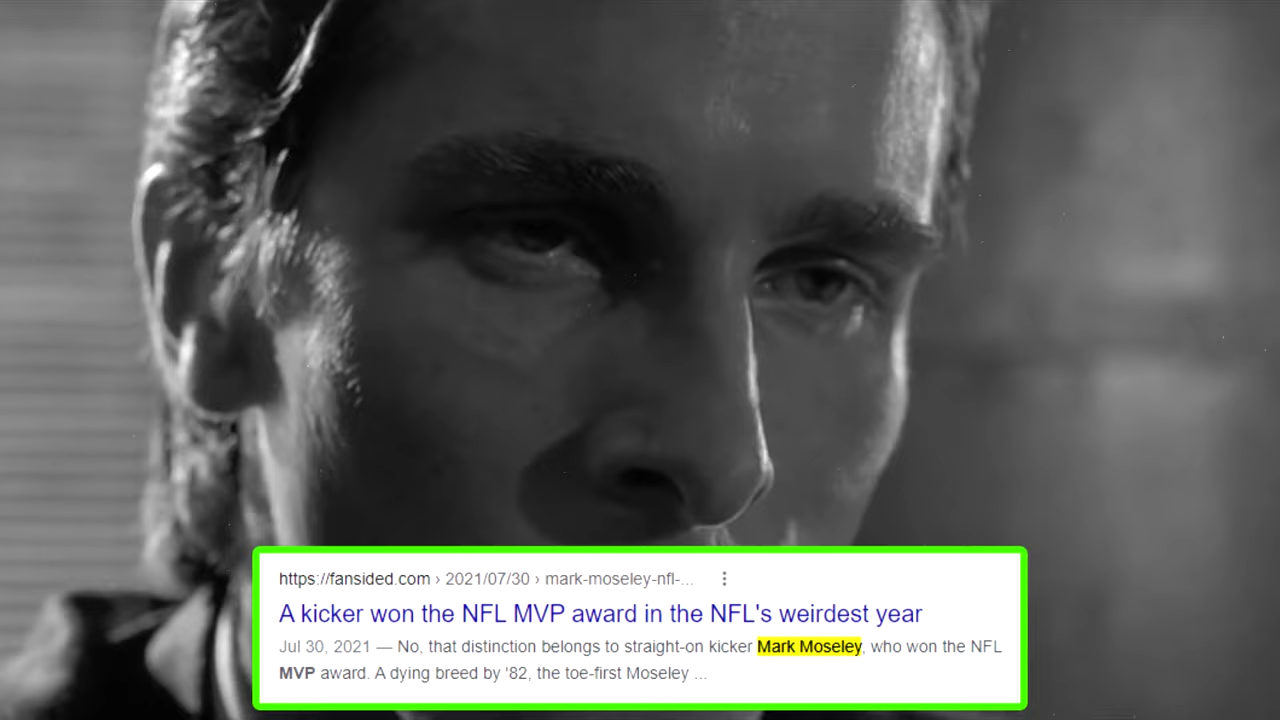 https://fansided.com › 2021/07/30 › mark-moseley-nfl-...
A kicker won the NFL MVP award in the NFL's weirdest year
Jul 30, 2021 — No, that distinction belongs to straight-on kicker Mark Moseley, who won the NFL
MVP award. A dying breed by '82, the toe-first Moseley ...